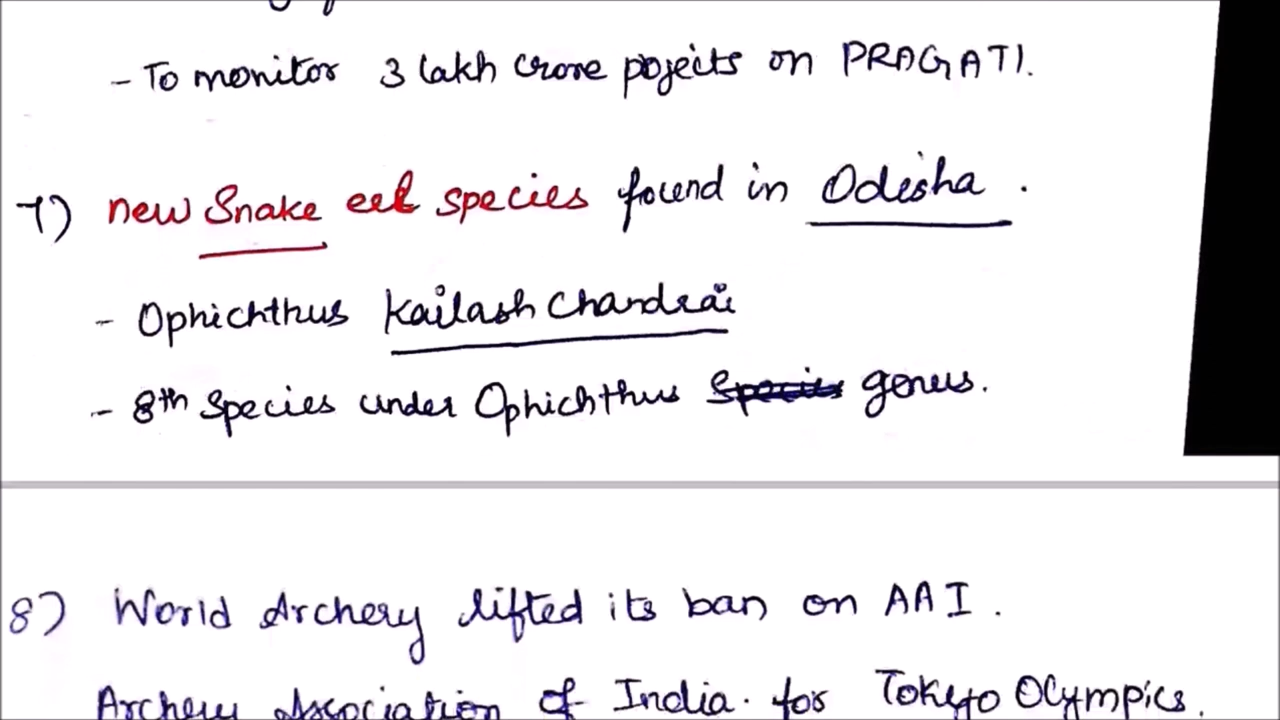 - To monitor 3 lakh crore pojects on PRAGATI.
7) new Snake eel species found in Odisha.
- Ophichthus Kailash Chandrai
- 8th Species under Ophichthus Species genus.
8) World Archery lifted its ban on AAI.
Archery Association of India. for Tokyo Olympics.